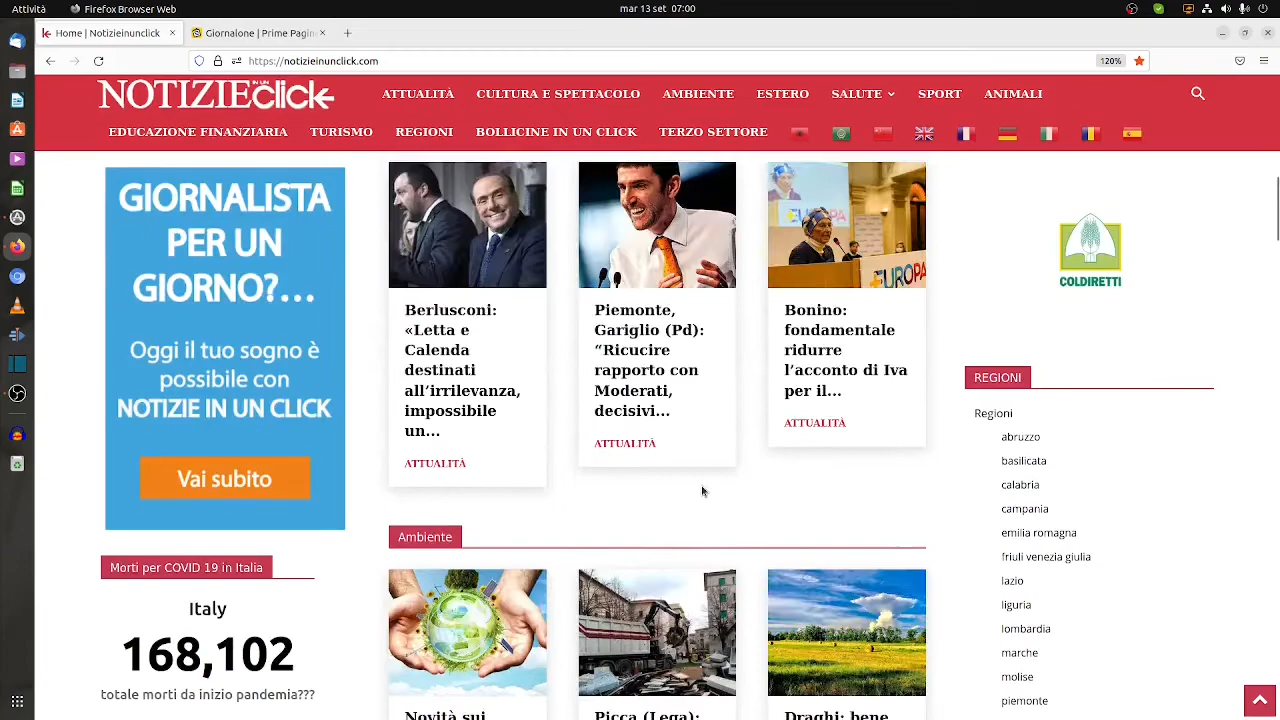 Attività
Firefox Browser Web
mar 13 set 07:00
Home | Notizieinunclick
Giornalone | Prime Pagin
https://notizieinunclick.com
120%
NOTIZIE IN UN click
ATTUALITÀ CULTURA E SPETTACOLO AMBIENTE ESTERO SALUTE SPORT ANIMALI
EDUCAZIONE FINANZIARIA TURISMO REGIONI BOLLICINE IN UN CLICK TERZO SETTORE
GIORNALISTA
PER UN
GIORNO?...
Oggi il tuo sogno è
possibile con
NOTIZIE IN UN CLICK
Vai subito
Morti per COVID 19 in Italia
Italy
168,102
totale morti da inizio pandemia???
Berlusconi:
«Letta e
Calenda
destinati
all’irrilevanza,
impossibile
un...
ATTUALITÀ
Piemonte,
Gariglio (Pd):
“Ricucire
rapporto con
Moderati,
decisivi...
ATTUALITÀ
EUROPA
EUROPA
Bonino:
fondamentale
ridurre
l’acconto di Iva
per il...
ATTUALITÀ
Ambiente
Novità sui
Picca (Lega):
Draghi: bene
COLDIRETTI
REGIONI
Regioni
abruzzo
basilicata
calabria
campania
emilia romagna
friuli venezia giulia
lazio
liguria
lombardia
marche
molise
piemonte